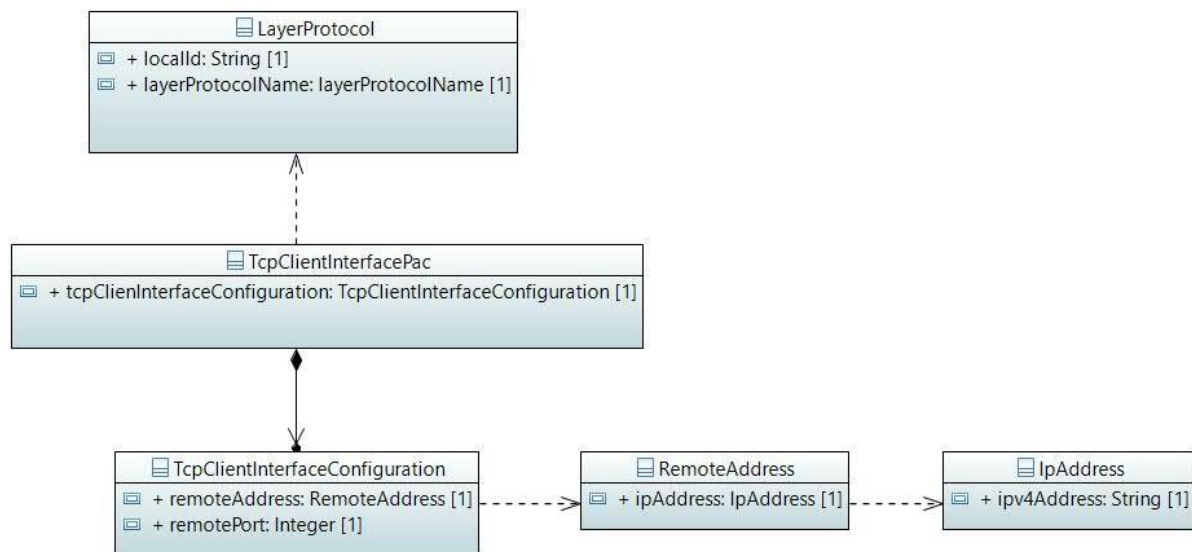 LayerProtocol
+ localId: String [1]
+ layerProtocolName: layerProtocolName [1]
TcpClientInterfacePac
+ tcpClienInterfaceConfiguration: TcpClientInterfaceConfiguration [1]
TcpClientInterfaceConfiguration
+ remoteAddress: RemoteAddress [1]
+ remotePort: Integer [1]
RemoteAddress
+ ipAddress: IpAddress [1]
IpAddress
+ ipv4Address: String [1]